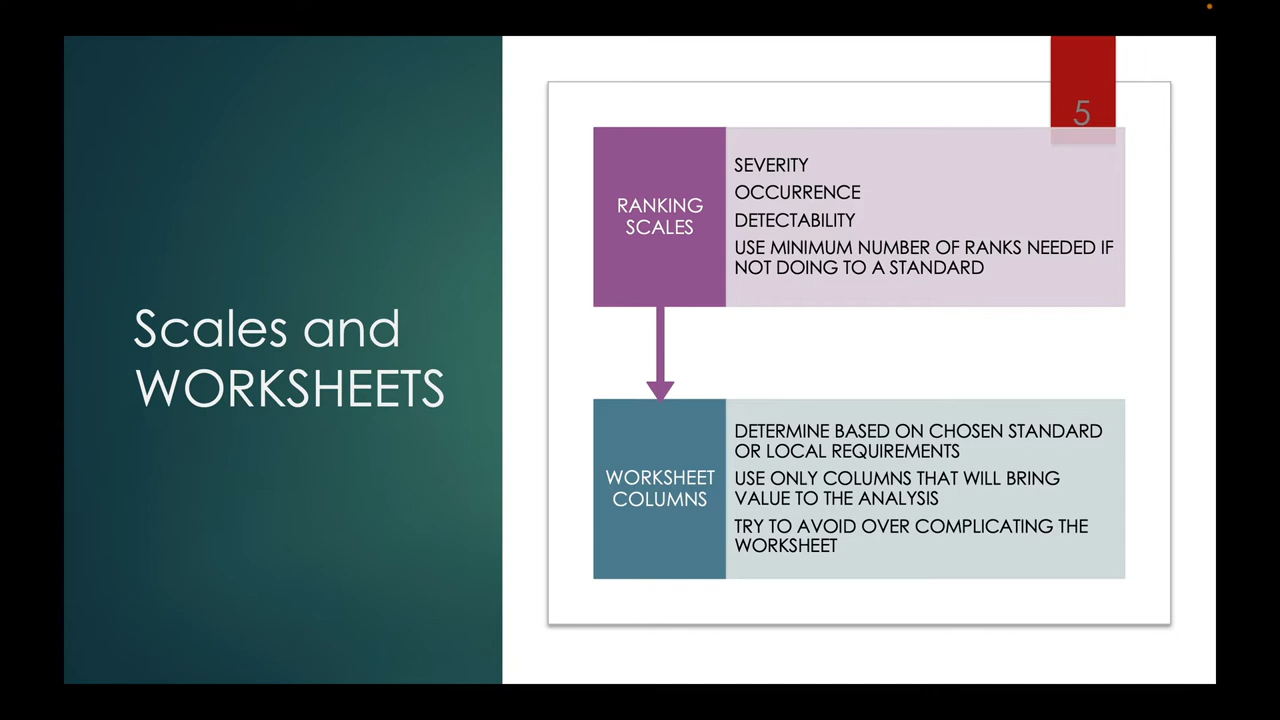 Scales and
WORKSHEETS
5
RANKING
SCALES
SEVERITY
OCCURRENCE
DETECTABILITY
USE MINIMUM NUMBER OF RANKS NEEDED IF
NOT DOING TO A STANDARD
WORKSHEET
COLUMNS
DETERMINE BASED ON CHOSEN STANDARD
OR LOCAL REQUIREMENTS
USE ONLY COLUMNS THAT WILL BRING
VALUE TO THE ANALYSIS
TRY TO AVOID OVER COMPLICATING THE
WORKSHEET